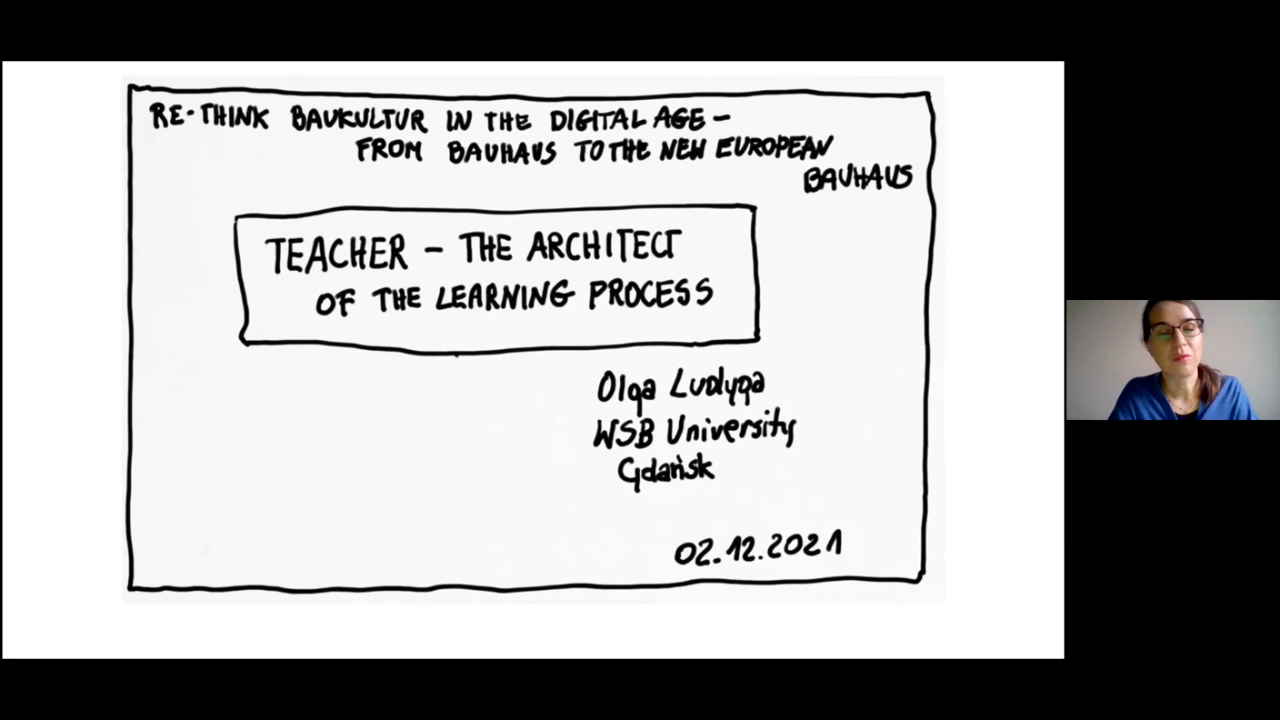 RE-THINK BAUKULTUR IN THE DIGITAL AGE –
FROM BAUHAUS TO THE NEW EUROPEAN
BAUHAUS
TEACHER – THE ARCHITECT
OF THE LEARNING PROCESS
Olga Ludyga
WSB University
Gdańsk
02.12.2021